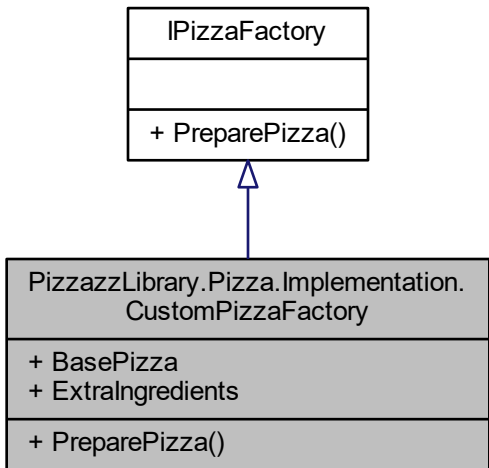 IPizzaFactory
+ PreparePizza()
PizzazzLibrary.Pizza.Implementation.
CustomPizzaFactory
+ BasePizza
+ ExtraIngredients
+ PreparePizza()